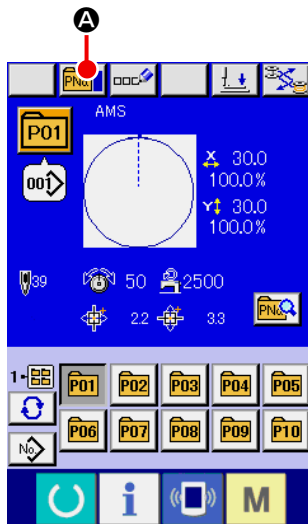 A
PNo.
AMS
P01
001
X 30.0
100.0%
Y 30.0
100.0%
39 50 2500
2.2 3.3
PNo.
1- P01 P02 P03 P04 P05
No. P06 P07 P08 P09 P10
i M